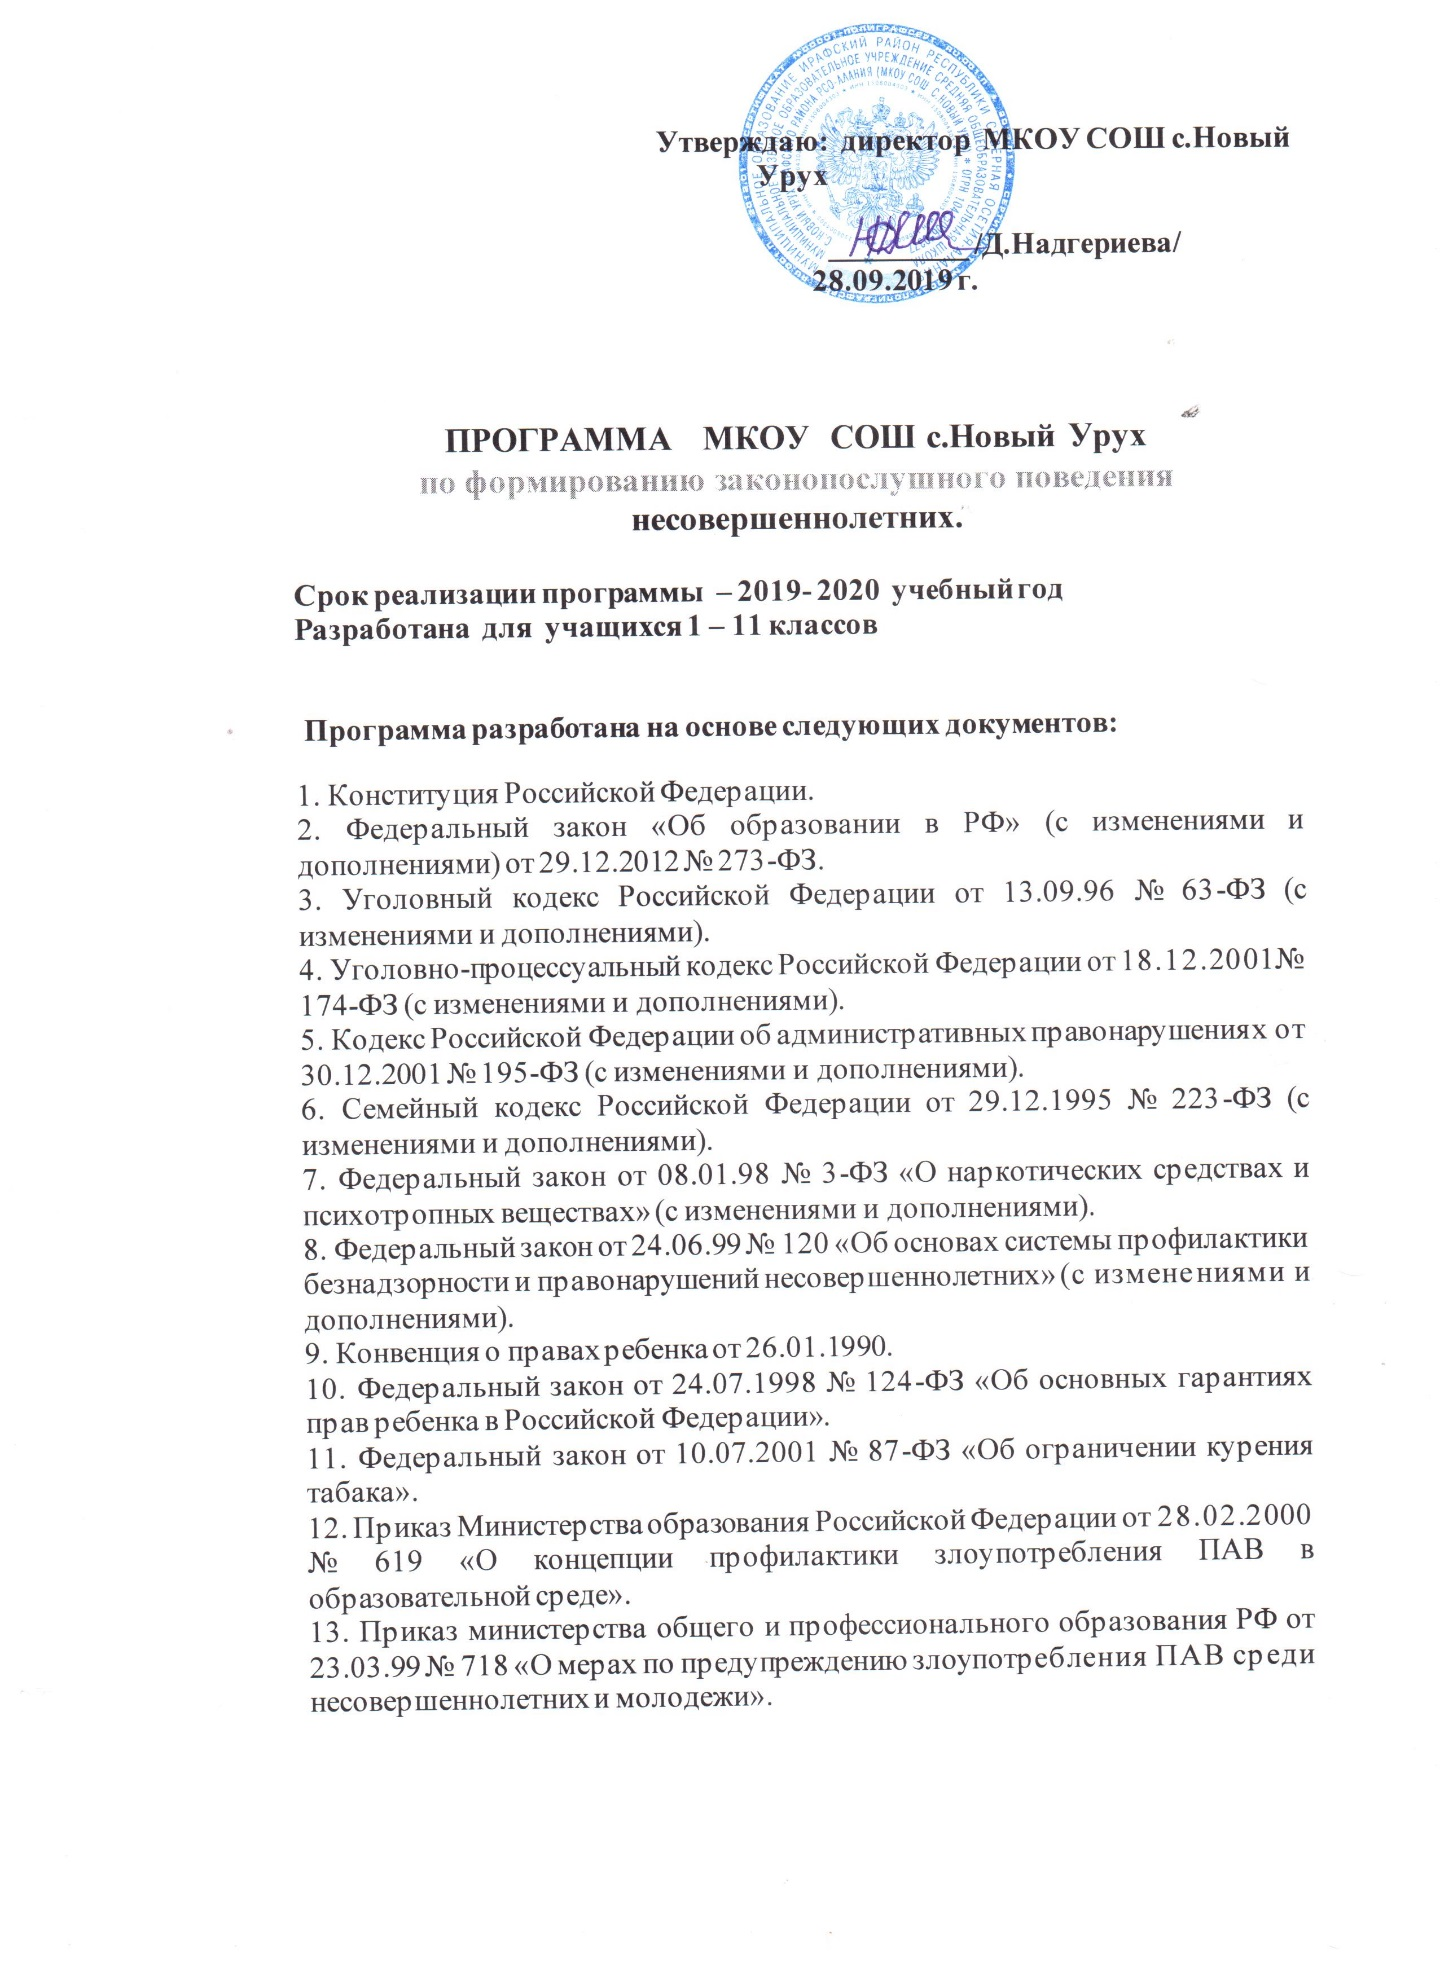 Утверждаю: директор МКОУ СОШ с.Новый
Урух
/Д.Надгериева/
28.09.2019 г.
ПРОГРАММА МКОУ СОШ с.Новый Урух
по формированию законопослушного поведения
несовершеннолетних.
Срок реализации программы – 2019- 2020 учебный год
Разработана для учащихся 1 – 11 классов
Программа разработана на основе следующих документов:
1. Конституция Российской Федерации.
2. Федеральный закон «Об образовании в РФ» (с изменениями и
дополнениями) от 29.12.2012 № 273-ФЗ.
3. Уголовный кодекс Российской Федерации от 13.09.96 № 63-ФЗ (с
изменениями и дополнениями).
4. Уголовно-процессуальный кодекс Российской Федерации от 18.12.2001№
174-ФЗ (с изменениями и дополнениями).
5. Кодекс Российской Федерации об административных правонарушениях от
30.12.2001 № 195-ФЗ (с изменениями и дополнениями).
6. Семейный кодекс Российской Федерации от 29.12.1995 № 223-ФЗ (с
изменениями и дополнениями).
7. Федеральный закон от 08.01.98 № 3-ФЗ «О наркотических средствах и
психотропных веществах» (с изменениями и дополнениями).
8. Федеральный закон от 24.06.99 № 120 «Об основах системы профилактики
безнадзорности и правонарушений несовершеннолетних» (с изменениями и
дополнениями).
9. Конвенция о правах ребенка от 26.01.1990.
10. Федеральный закон от 24.07.1998 № 124-ФЗ «Об основных гарантиях
прав ребенка в Российской Федерации».
11. Федеральный закон от 10.07.2001 № 87-ФЗ «Об ограничении курения
табака».
12. Приказ Министерства образования Российской Федерации от 28.02.2000
№ 619 «О концепции профилактики злоупотребления ПАВ в
образовательной среде».
13. Приказ министерства общего и профессионального образования РФ от
23.03.99 № 718 «О мерах по предупреждению злоупотребления ПАВ среди
несовершеннолетних и молодежи».